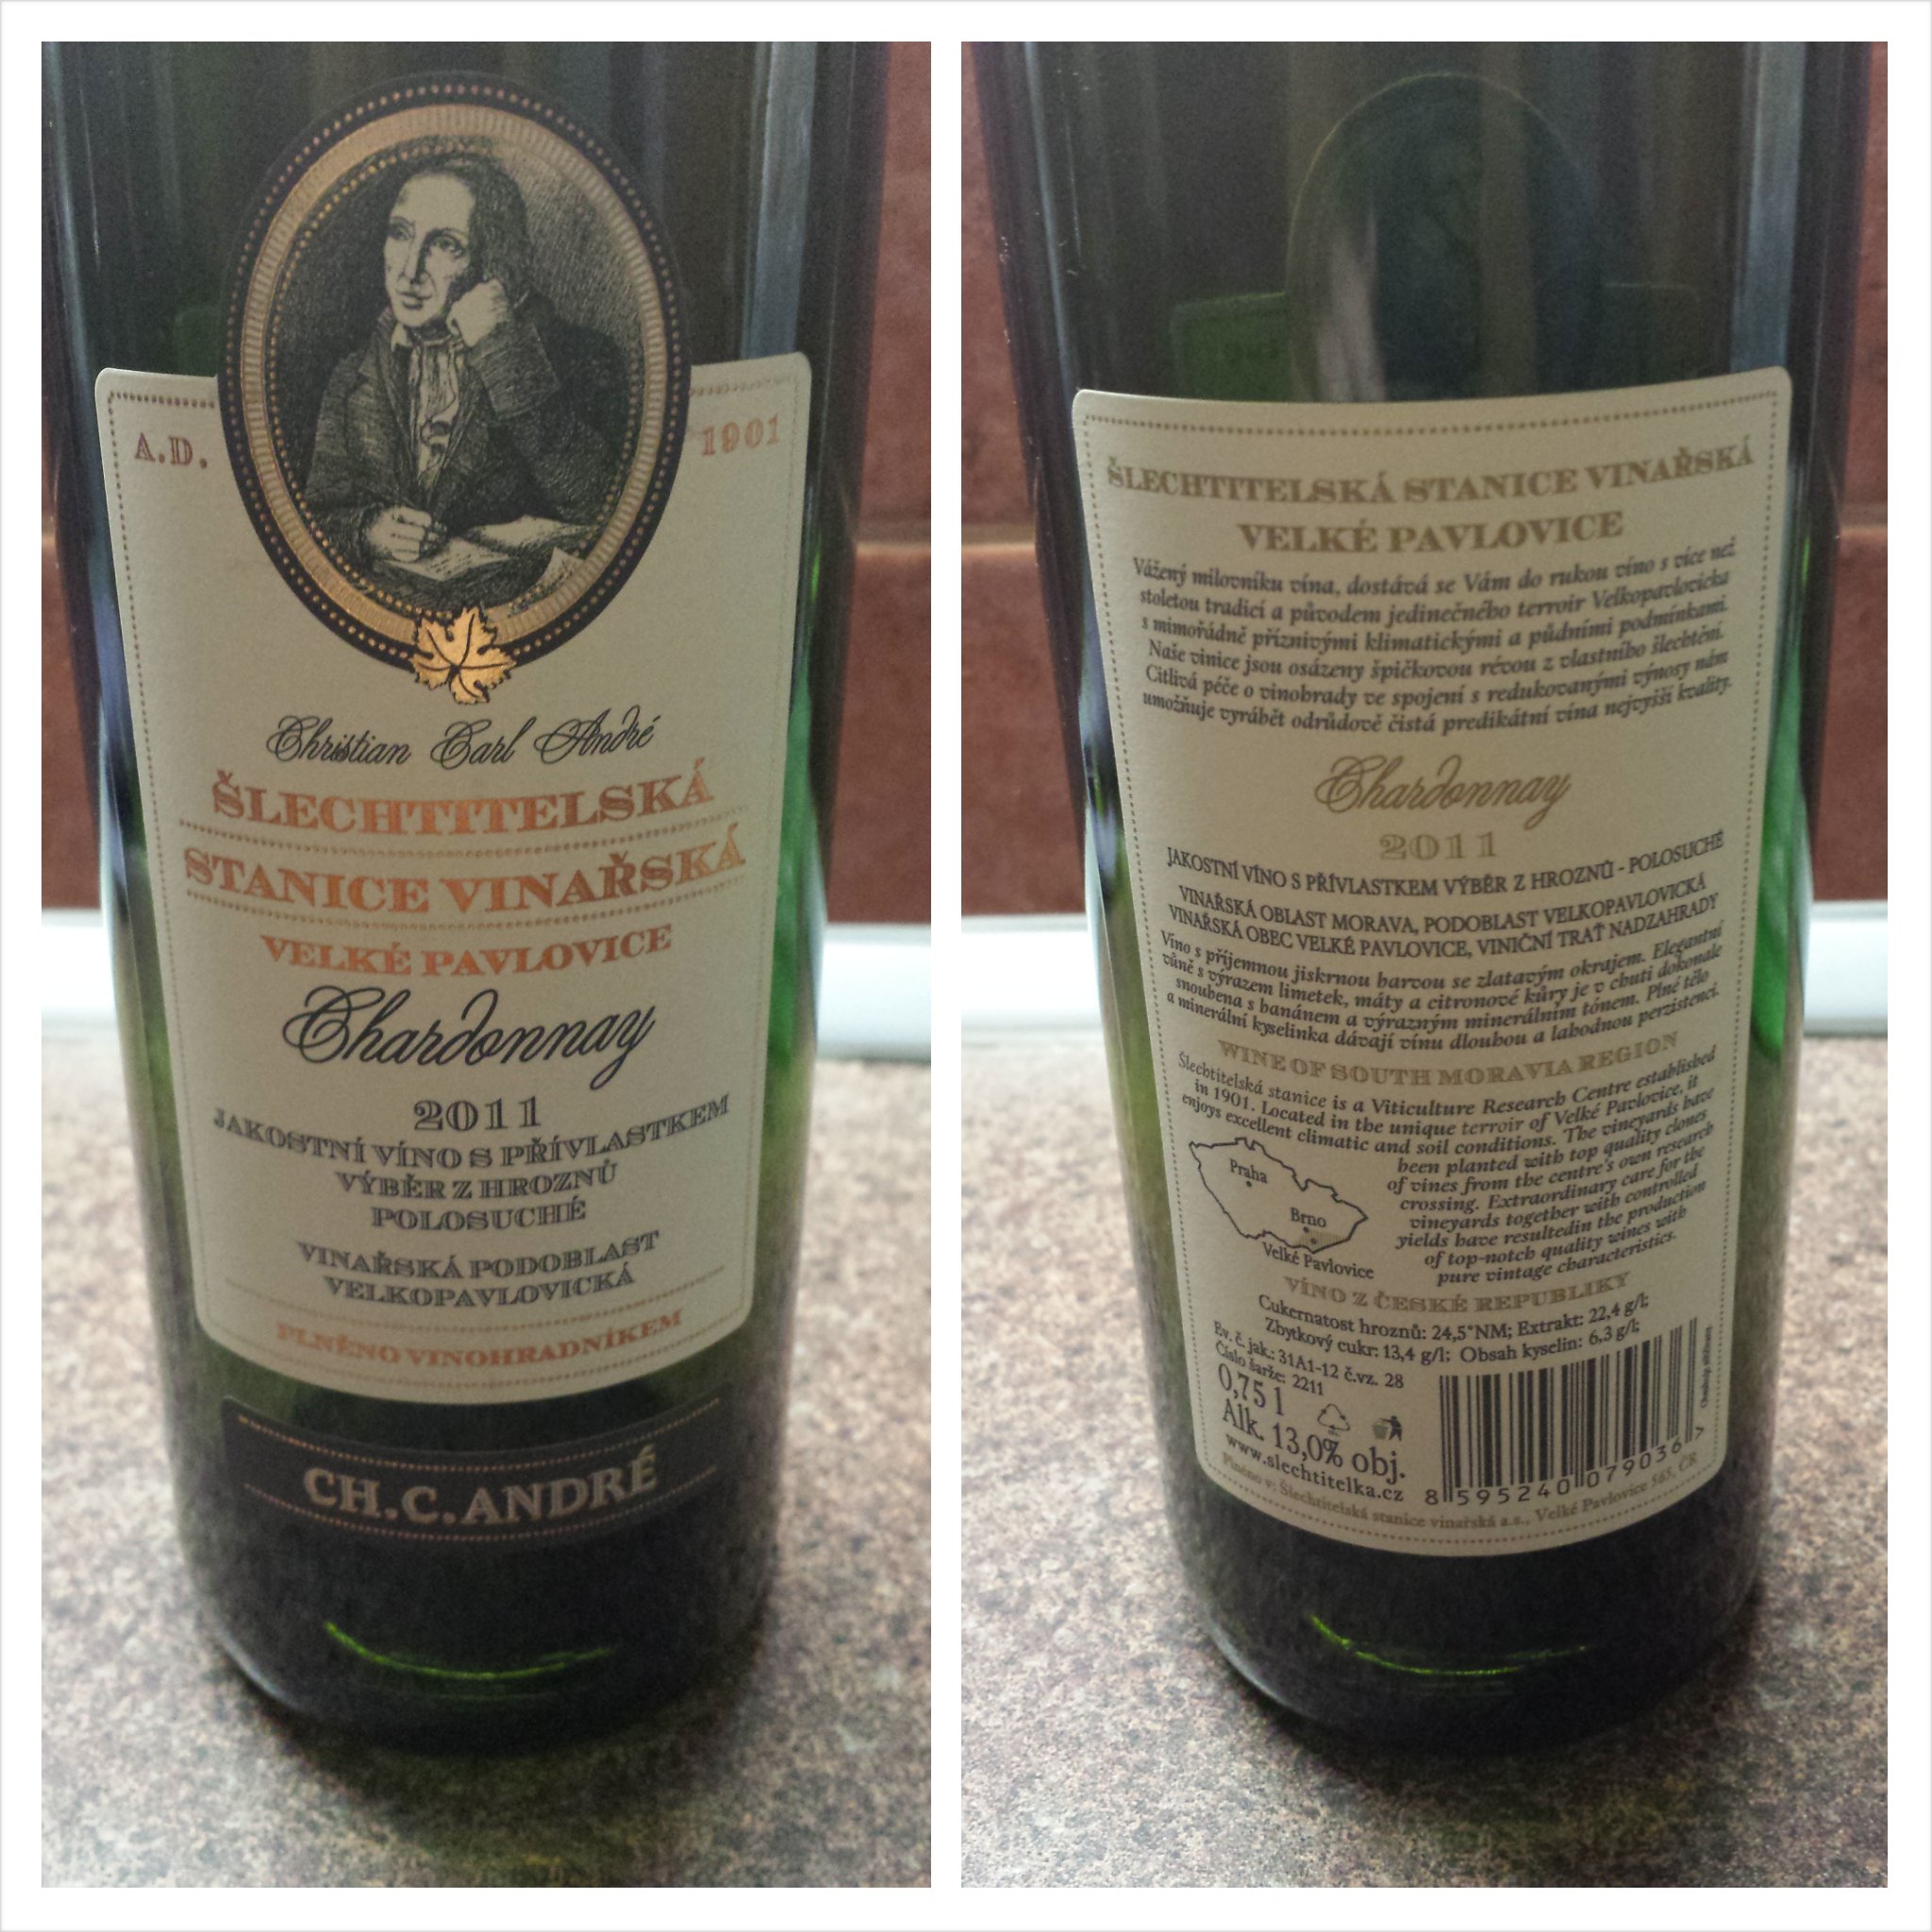 A.D. 1901
Christian Carl André
ŠLECHTITELSKÁ
STANICE VINAŘSKÁ
VELKÉ PAVLOVICE
Chardonnay
2011
JAKOSTNÍ VÍNO S PŘÍVLASTKEM
VÝBĚR Z HROZNŮ
POLOSUCHÉ
VINAŘSKÁ PODOBLAST
VELKOPAVLOVICKÁ
PLNĚNO VINOHRADNÍKEM
CH.C.ANDRÉ
ŠLECHTITELSKÁ STANICE VINAŘSKÁ
VELKÉ PAVLOVICE
Vážený milovníku vína, dostává se Vám do rukou víno s více než
stoletou tradicí a původem jedinečného terroir Velkopavlovicka
s mimořádně příznivými klimatickými a půdními podmínkami.
Naše vinice jsou osázeny špičkovou révou z vlastního šlechtění.
Citlivá péče o vinohrady ve spojení s redukovanými výnosy nám
umožňuje vyrábět odrůdově čistá predikátní vína nejvyšší kvality.
Chardonnay
2011
JAKOSTNÍ VÍNO S PŘÍVLASTKEM VÝBĚR Z HROZNŮ - POLOSUCHÉ
VINAŘSKÁ OBLAST MORAVA, PODOBLAST VELKOPAVLOVICKÁ
VINAŘSKÁ OBEC VELKÉ PAVLOVICE, VINIČNÍ TRAŤ NADZAHRADY
Víno s příjemnou jiskrnou barvou se zlatavým okrajem. Elegantní
vůně s výrazem limetek, máty a citronové kůry je v chuti dokonale
snoubena s banánem a výrazným minerálním tónem. Plné tělo
a minerální kyselinka dávají vínu dlouhou a lahodnou perzistenci.
WINE OF SOUTH MORAVIA REGION
Šlechtitelská stanice is a Viticulture Research Centre established
in 1901. Located in the unique terroir of Velké Pavlovice, it
enjoys excellent climatic and soil conditions. The vineyards have
been planted with top quality clones
of vines from the centre's own research
crossing. Extraordinary care for the
vineyards together with controlled
yields have resultedin the production
of top-notch quality wines with
pure vintage characteristics.
Praha
Brno
Velké Pavlovice
VÍNO Z ČESKÉ REPUBLIKY
Cukernatost hroznů: 24,5°NM; Extrakt: 22,4 g/l;
Zbytkový cukr: 13,4 g/l; Obsah kyselin: 6,3 g/l;
Ev. č. jak.: 31A1-12 č.vz. 28
Číslo šarže: 2211
0,75 l
Alk. 13,0% obj.
www.slechtitelka.cz
8 595240 079036
Plněno v: Šlechtitelská stanice vinařská a.s., Velké Pavlovice 565, ČR